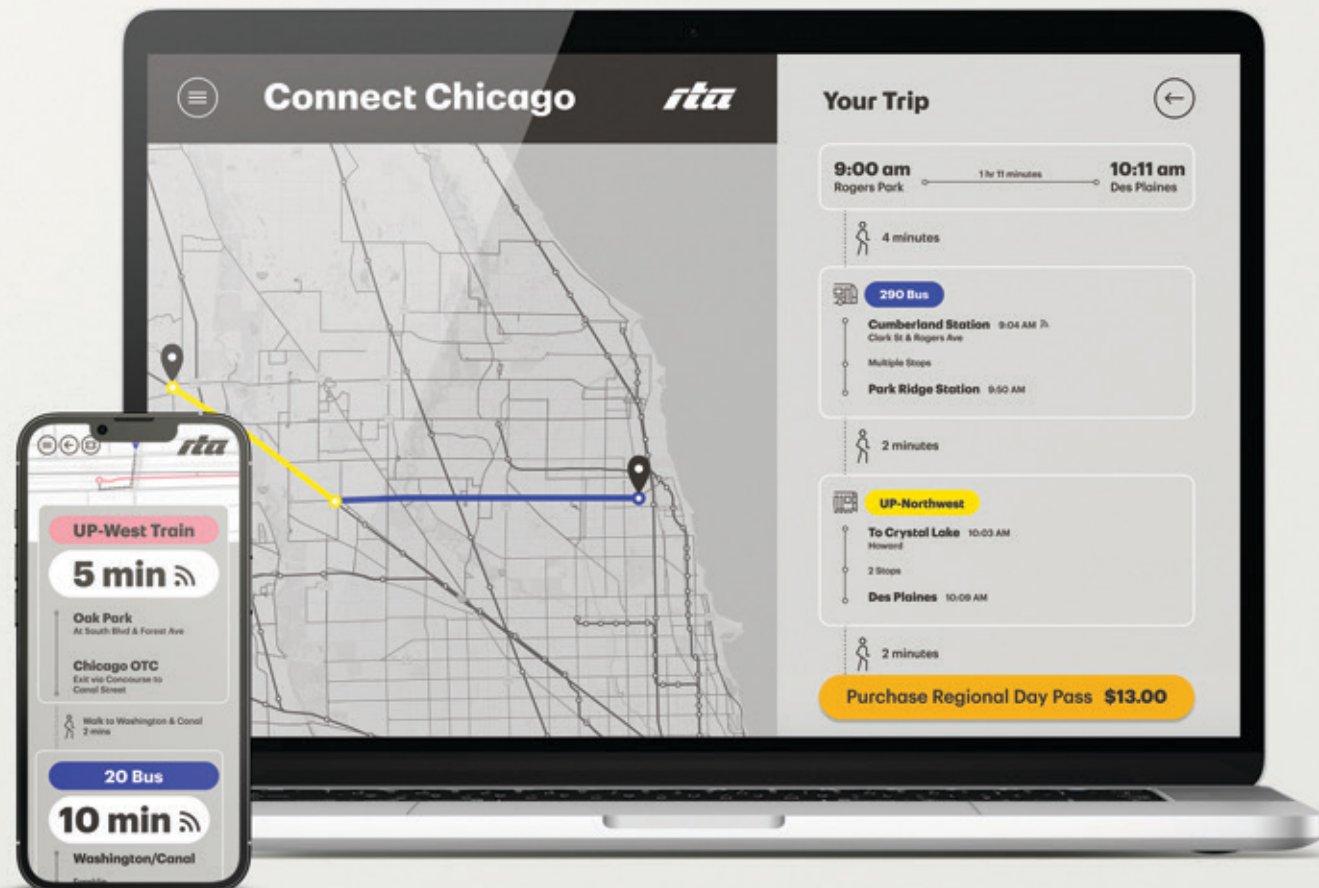 Connect Chicago
rta
Your Trip
9:00 am
Rogers Park
1 hr 11 minutes
10:11 am
Des Plaines
4 minutes
290 Bus
Cumberland Station 9:04 AM
Clark St & Rogers Ave
Multiple Stops
Park Ridge Station 9:50 AM
2 minutes
UP-Northwest
To Crystal Lake 10:03 AM
Howard
2 Stops
Des Plaines 10:09 AM
2 minutes
Purchase Regional Day Pass $13.00
rta
UP-West Train
5 min
Oak Park
At South Blvd & Forest Ave
Chicago OTC
Exit via Concourse to
Canal Street
Walk to Washington & Canal
2 mins
20 Bus
10 min
Washington/Canal